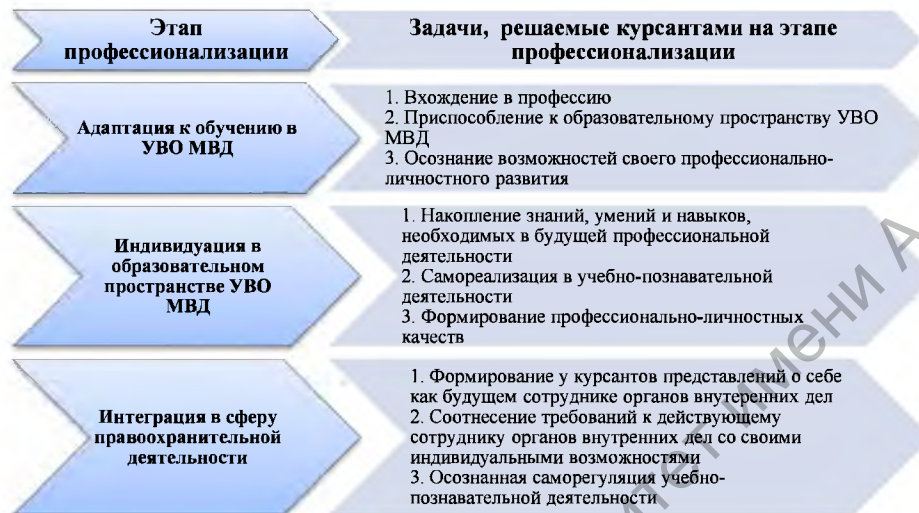 Этап
профессионализации
Задачи, решаемые курсантами на этапе
профессионализации
Адаптация к обучению в
УВО МВД
1. Вхождение в профессию
2. Приспособление к образовательному пространству УВО
МВД
3. Осознание возможностей своего профессионально-
личностного развития
Индивидуация в
образовательном
пространстве УВО
МВД
1. Накопление знаний, умений и навыков,
необходимых в будущей профессиональной
деятельности
2. Самореализация в учебно-познавательной
деятельности
3. Формирование профессионально-личностных
качеств
Интеграция в сферу
правоохранительной
деятельности
1. Формирование у курсантов представлений о себе
как будущем сотруднике органов внутеренних дел
2. Соотнесение требований к действующему
сотруднику органов внутренних дел со своими
индивидуальными возможностями
3. Осознанная саморегуляция учебно-
познавательной деятельности
итет имени А